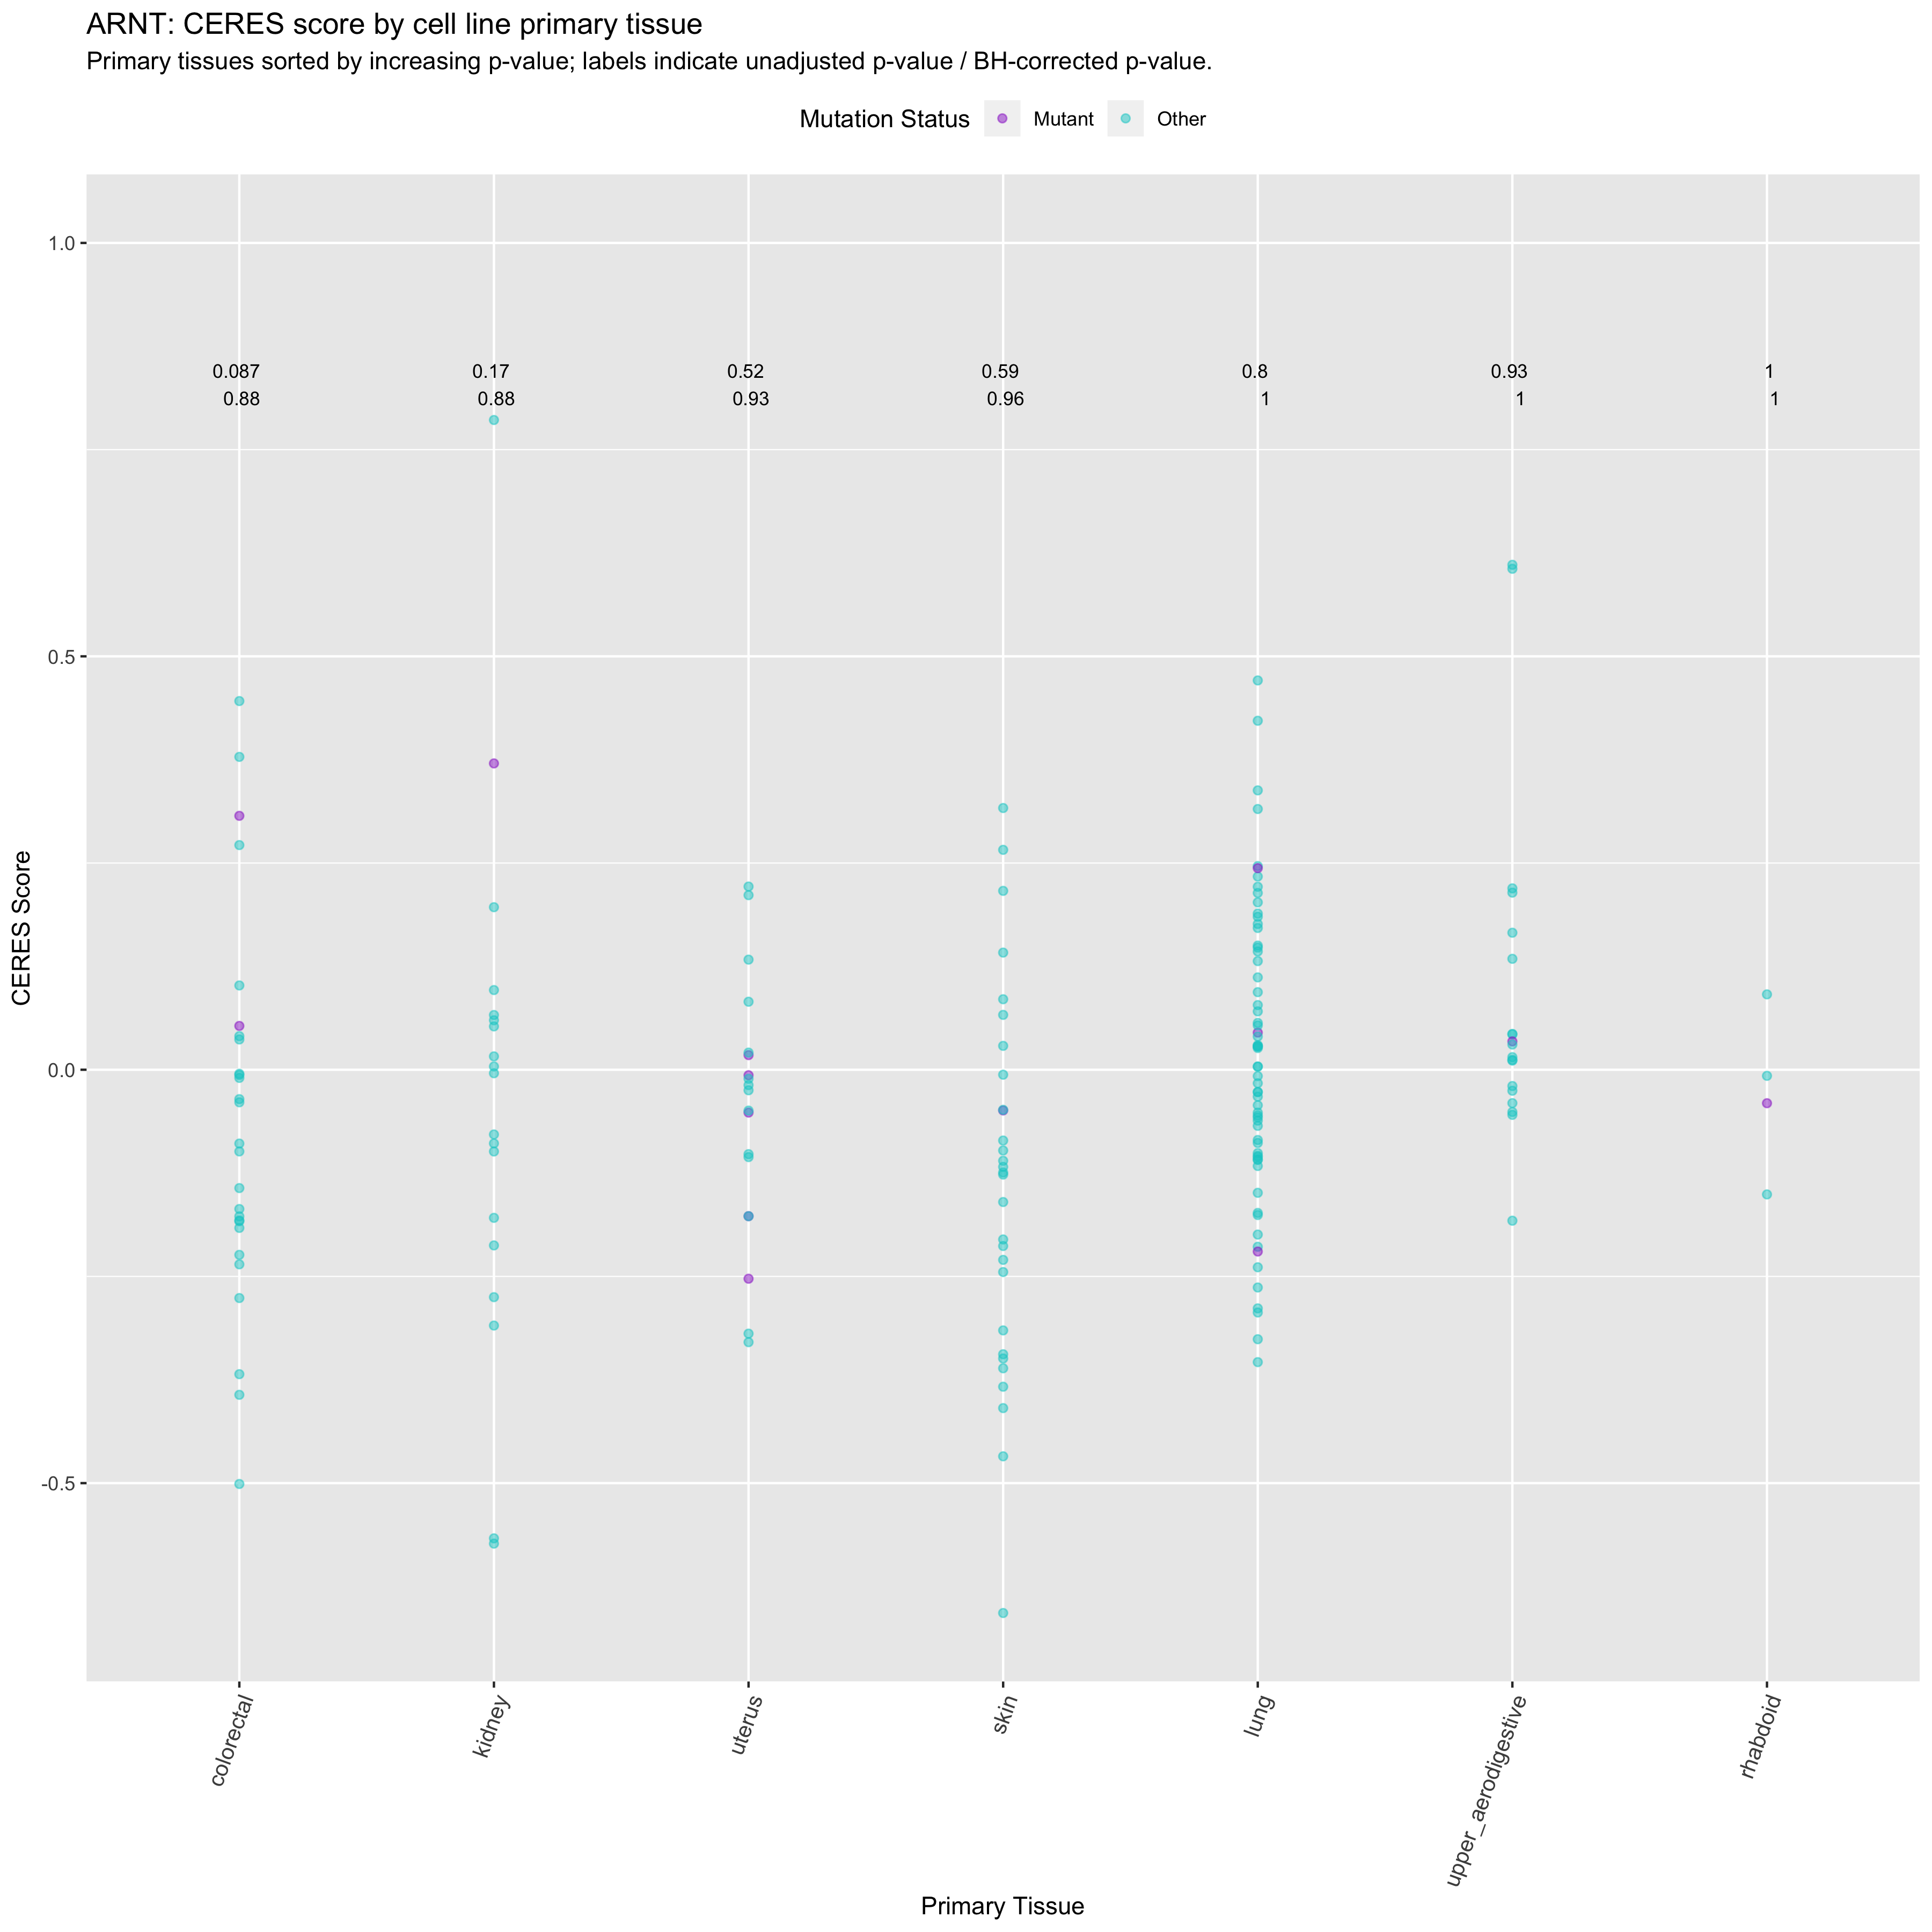 ARNT: CERES score by cell line primary tissue
Primary tissues sorted by increasing p-value; labels indicate unadjusted p-value / BH-corrected p-value.
Mutation Status Mutant Other
1.0
0.087 0.17 0.52 0.59 0.8 0.93 1
0.88 0.88 0.93 0.96 1 1 1
0.5
CERES Score
0.0
-0.5
colorectal kidney uterus skin lung upper_aerodigestive rhabdoid
Primary Tissue